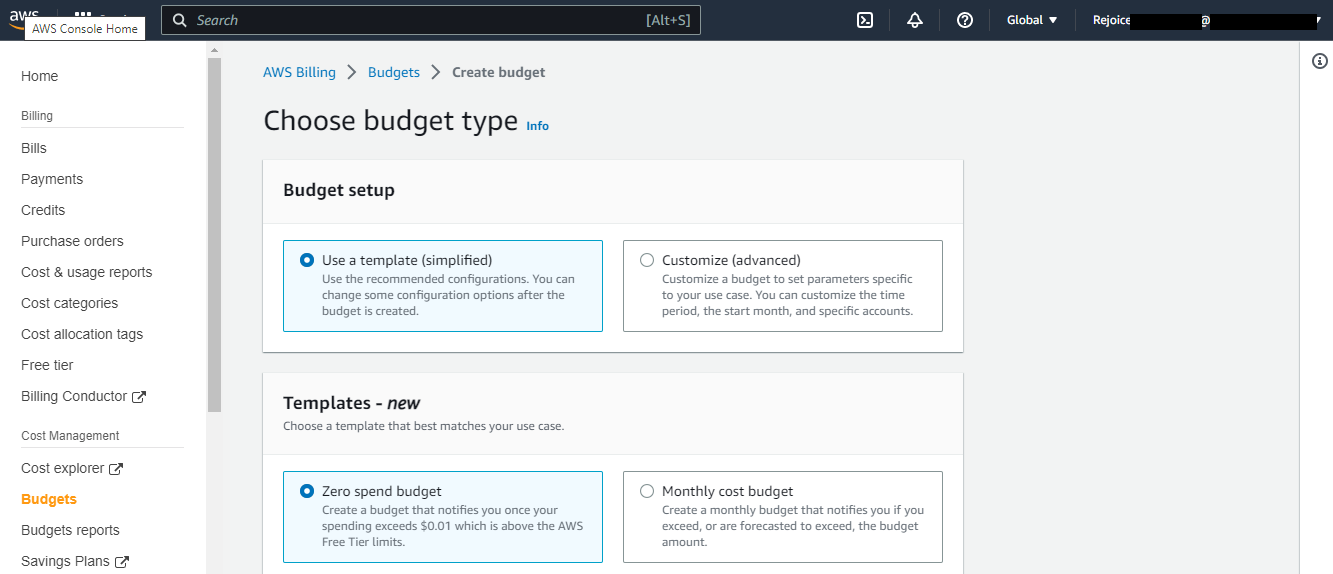 aws
Search
[Alt+S]
Global
Rejoice
@
AWS Console Home
Home
Billing
Bills
Payments
Credits
Purchase orders
Cost & usage reports
Cost categories
Cost allocation tags
Free tier
Billing Conductor
Cost Management
Cost explorer
Budgets
Budgets reports
Savings Plans
AWS Billing > Budgets > Create budget
Choose budget type Info
Budget setup
Use a template (simplified)
Use the recommended configurations. You can
change some configuration options after the
budget is created.
Customize (advanced)
Customize a budget to set parameters specific
to your use case. You can customize the time
period, the start month, and specific accounts.
Templates - new
Choose a template that best matches your use case.
Zero spend budget
Create a budget that notifies you once your
spending exceeds $0.01 which is above the AWS
Free Tier limits.
Monthly cost budget
Create a monthly budget that notifies you if you
exceed, or are forecasted to exceed, the budget
amount.